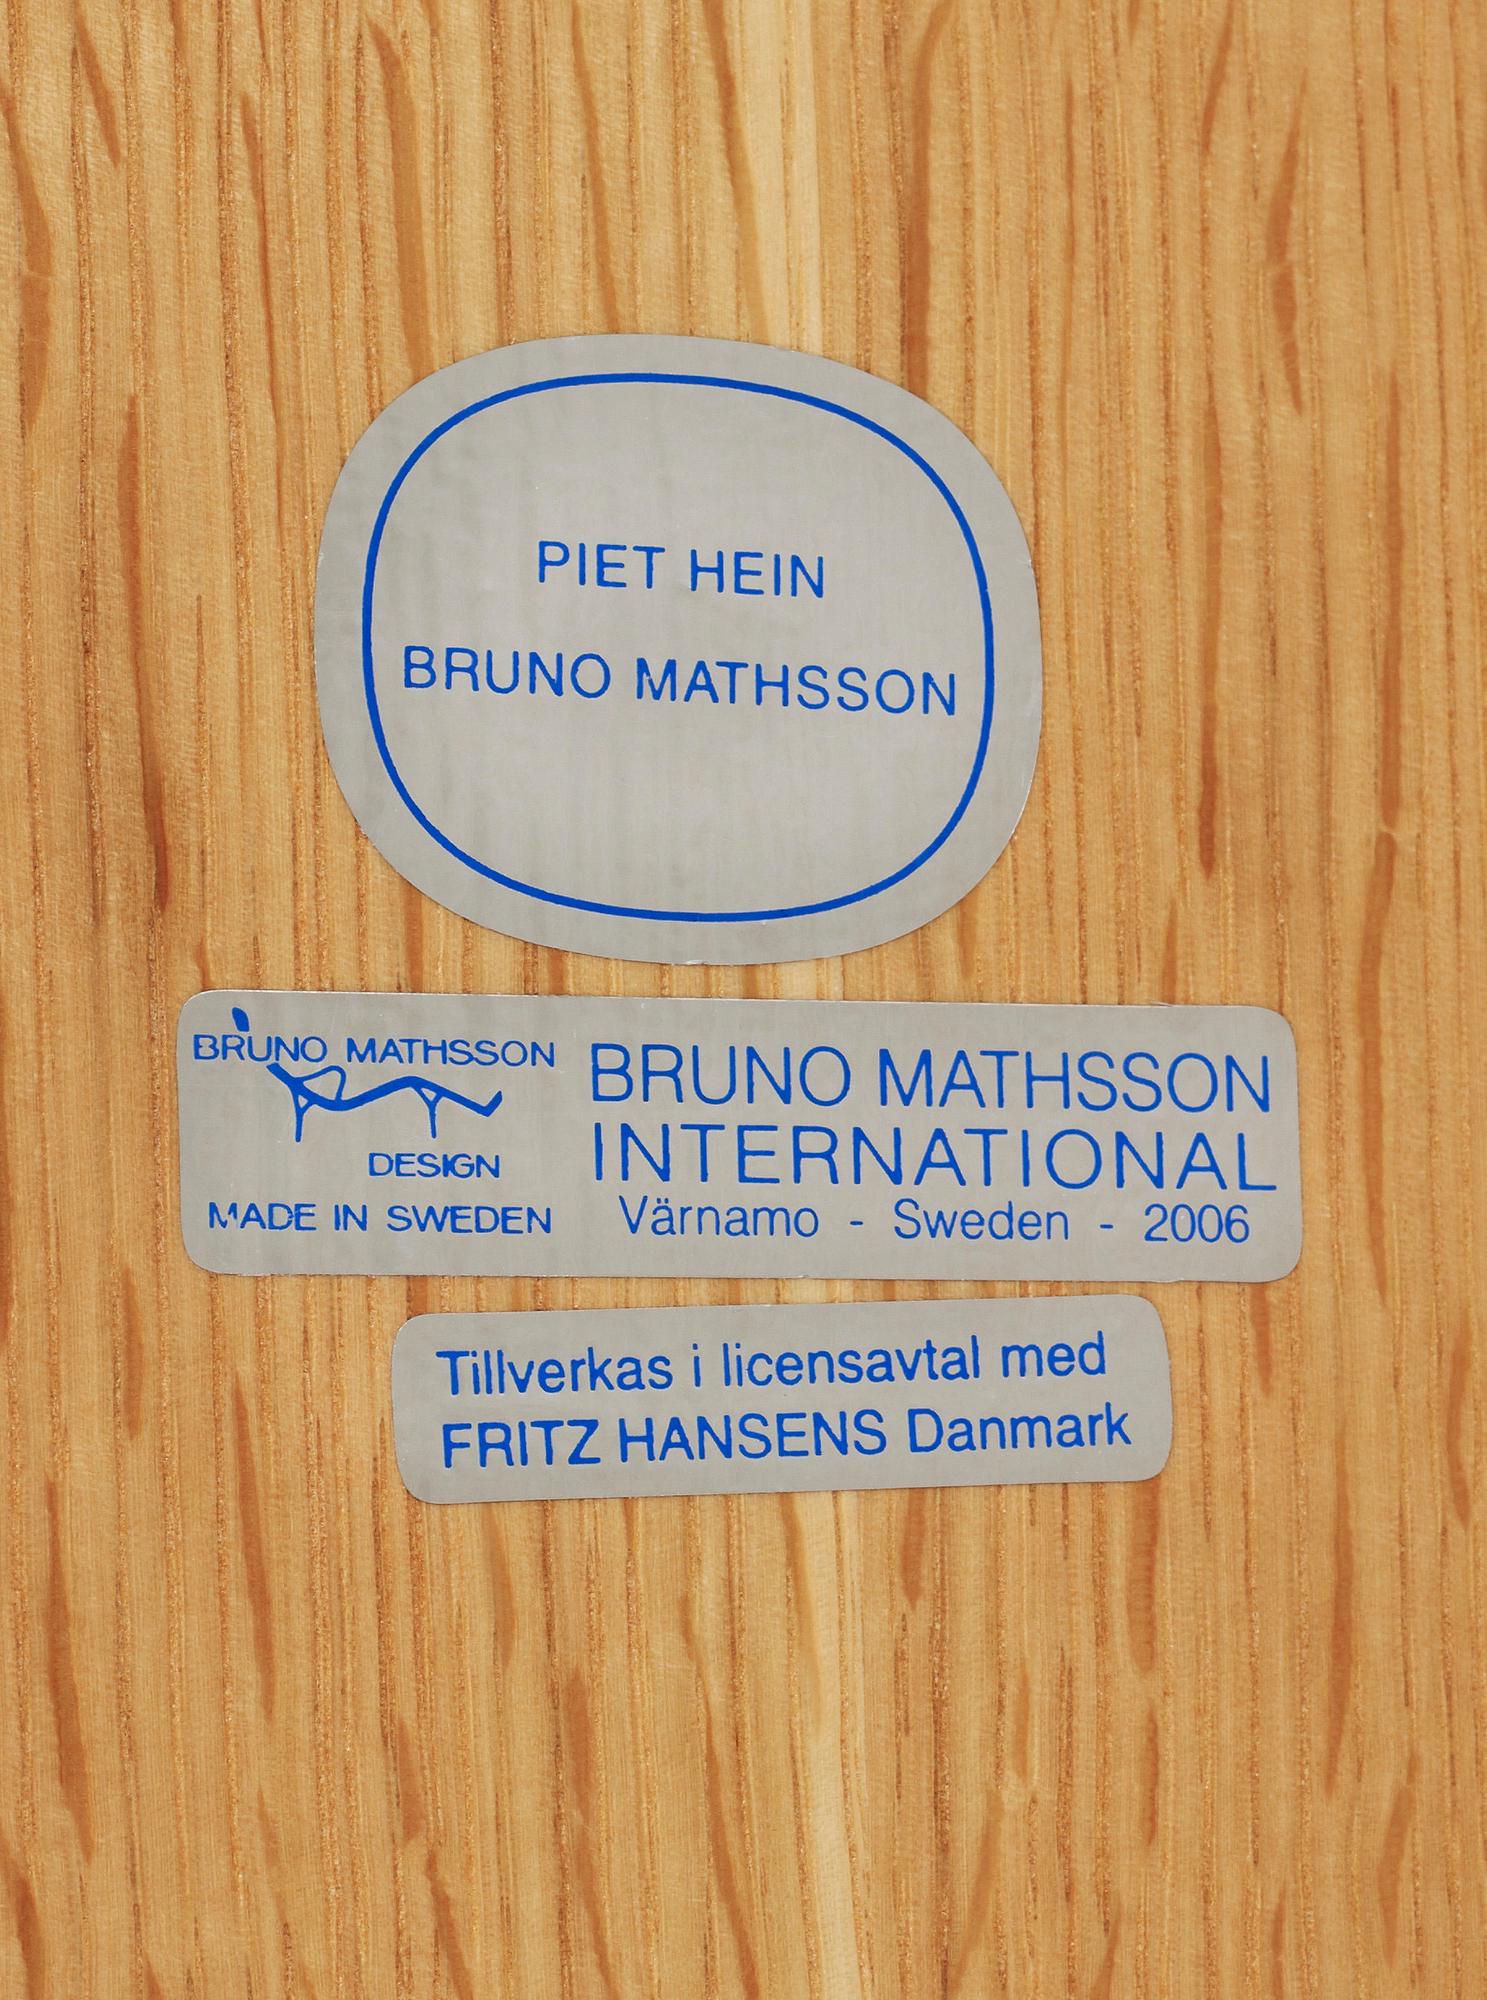 PIET HEIN
BRUNO MATHSSON
BRUNO MATHSSON
DESIGN
MADE IN SWEDEN
BRUNO MATHSSON
INTERNATIONAL
Värnamo - Sweden - 2006
Tillverkas i licensavtal med
FRITZ HANSENS Danmark